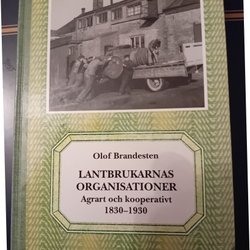 Olof Brandesten
LANTBRUKARNAS
ORGANISATIONER
Agrart och kooperativt
1830–1930